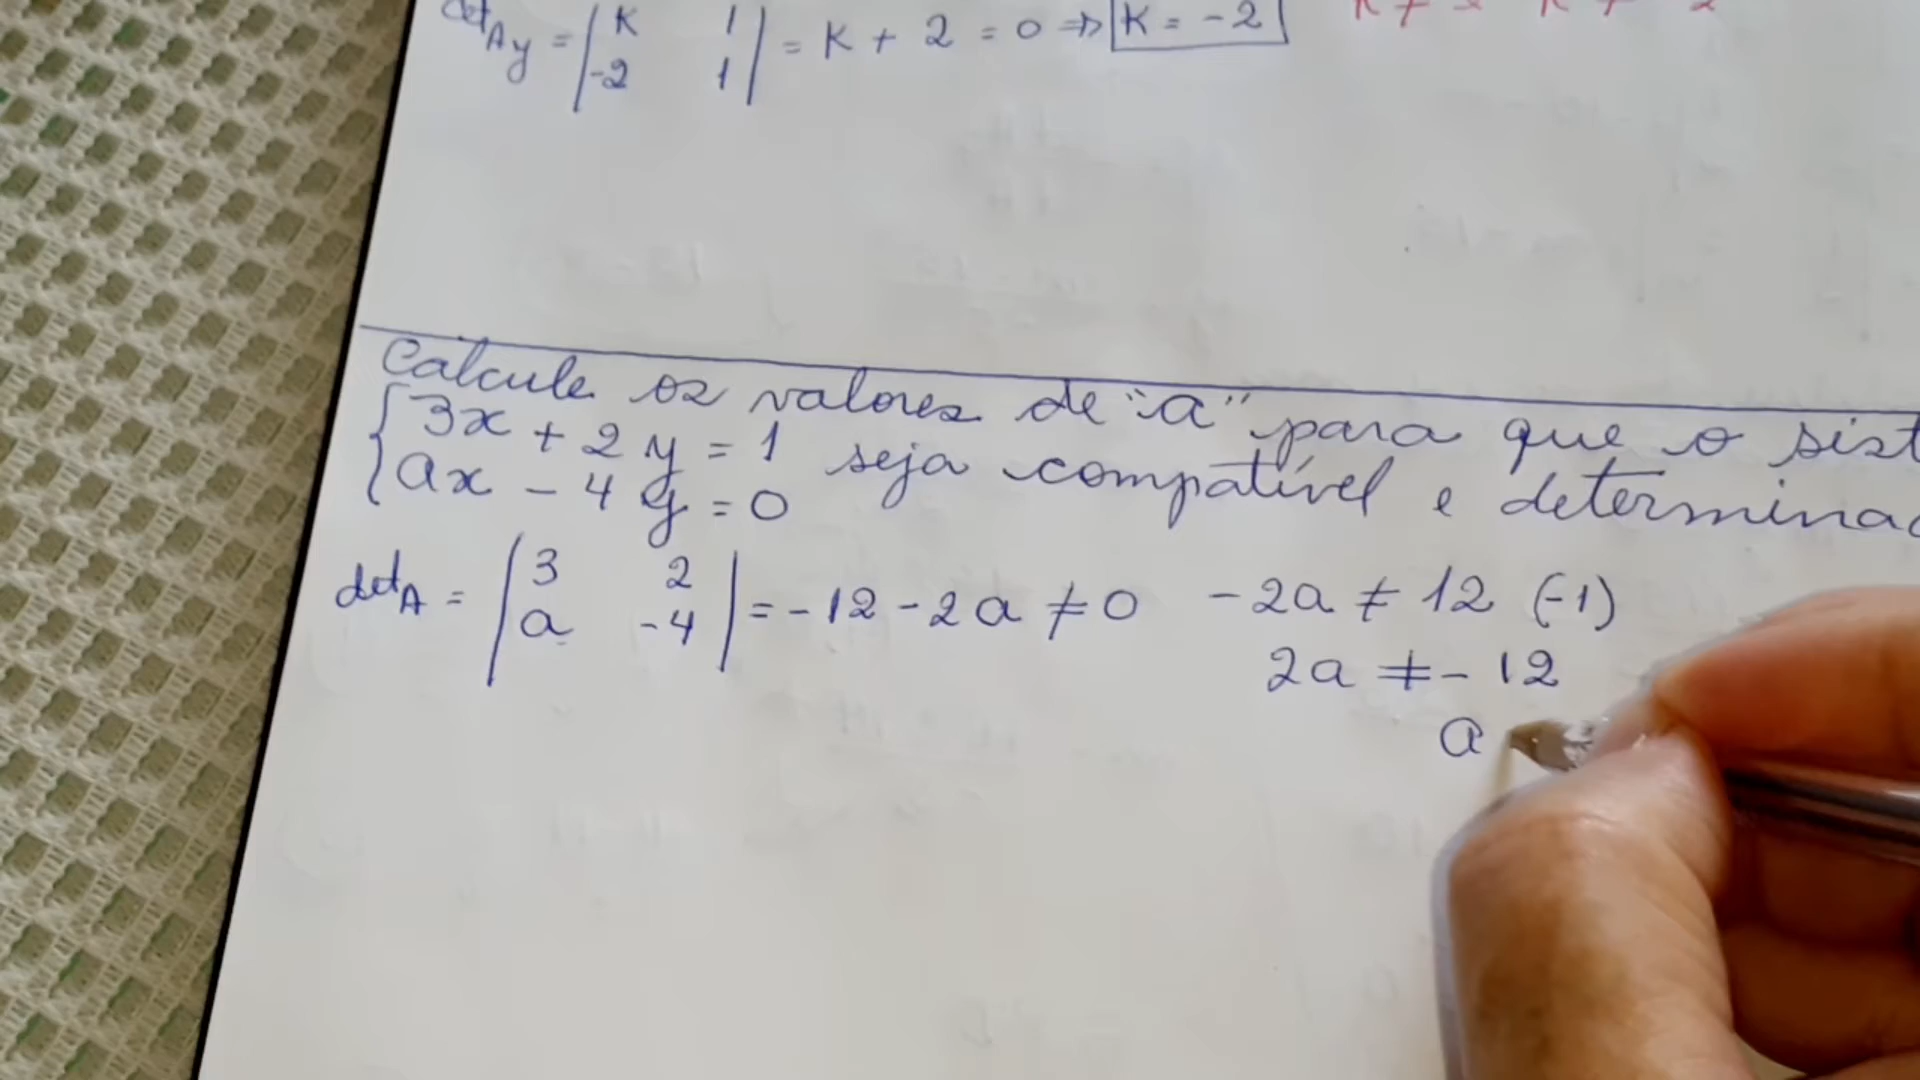 det Ay = | K 1 | = K + 2 = 0 ⇒ K = -2
| -2 1 |
Calcule os valores de "a" para que o sist
{ 3x + 2y = 1 seja compatível e determinad
ax - 4y = 0
det A = | 3 2 | = -12 - 2a ≠ 0 -2a ≠ 12 (-1)
| a -4 |
2a ≠ -12
a